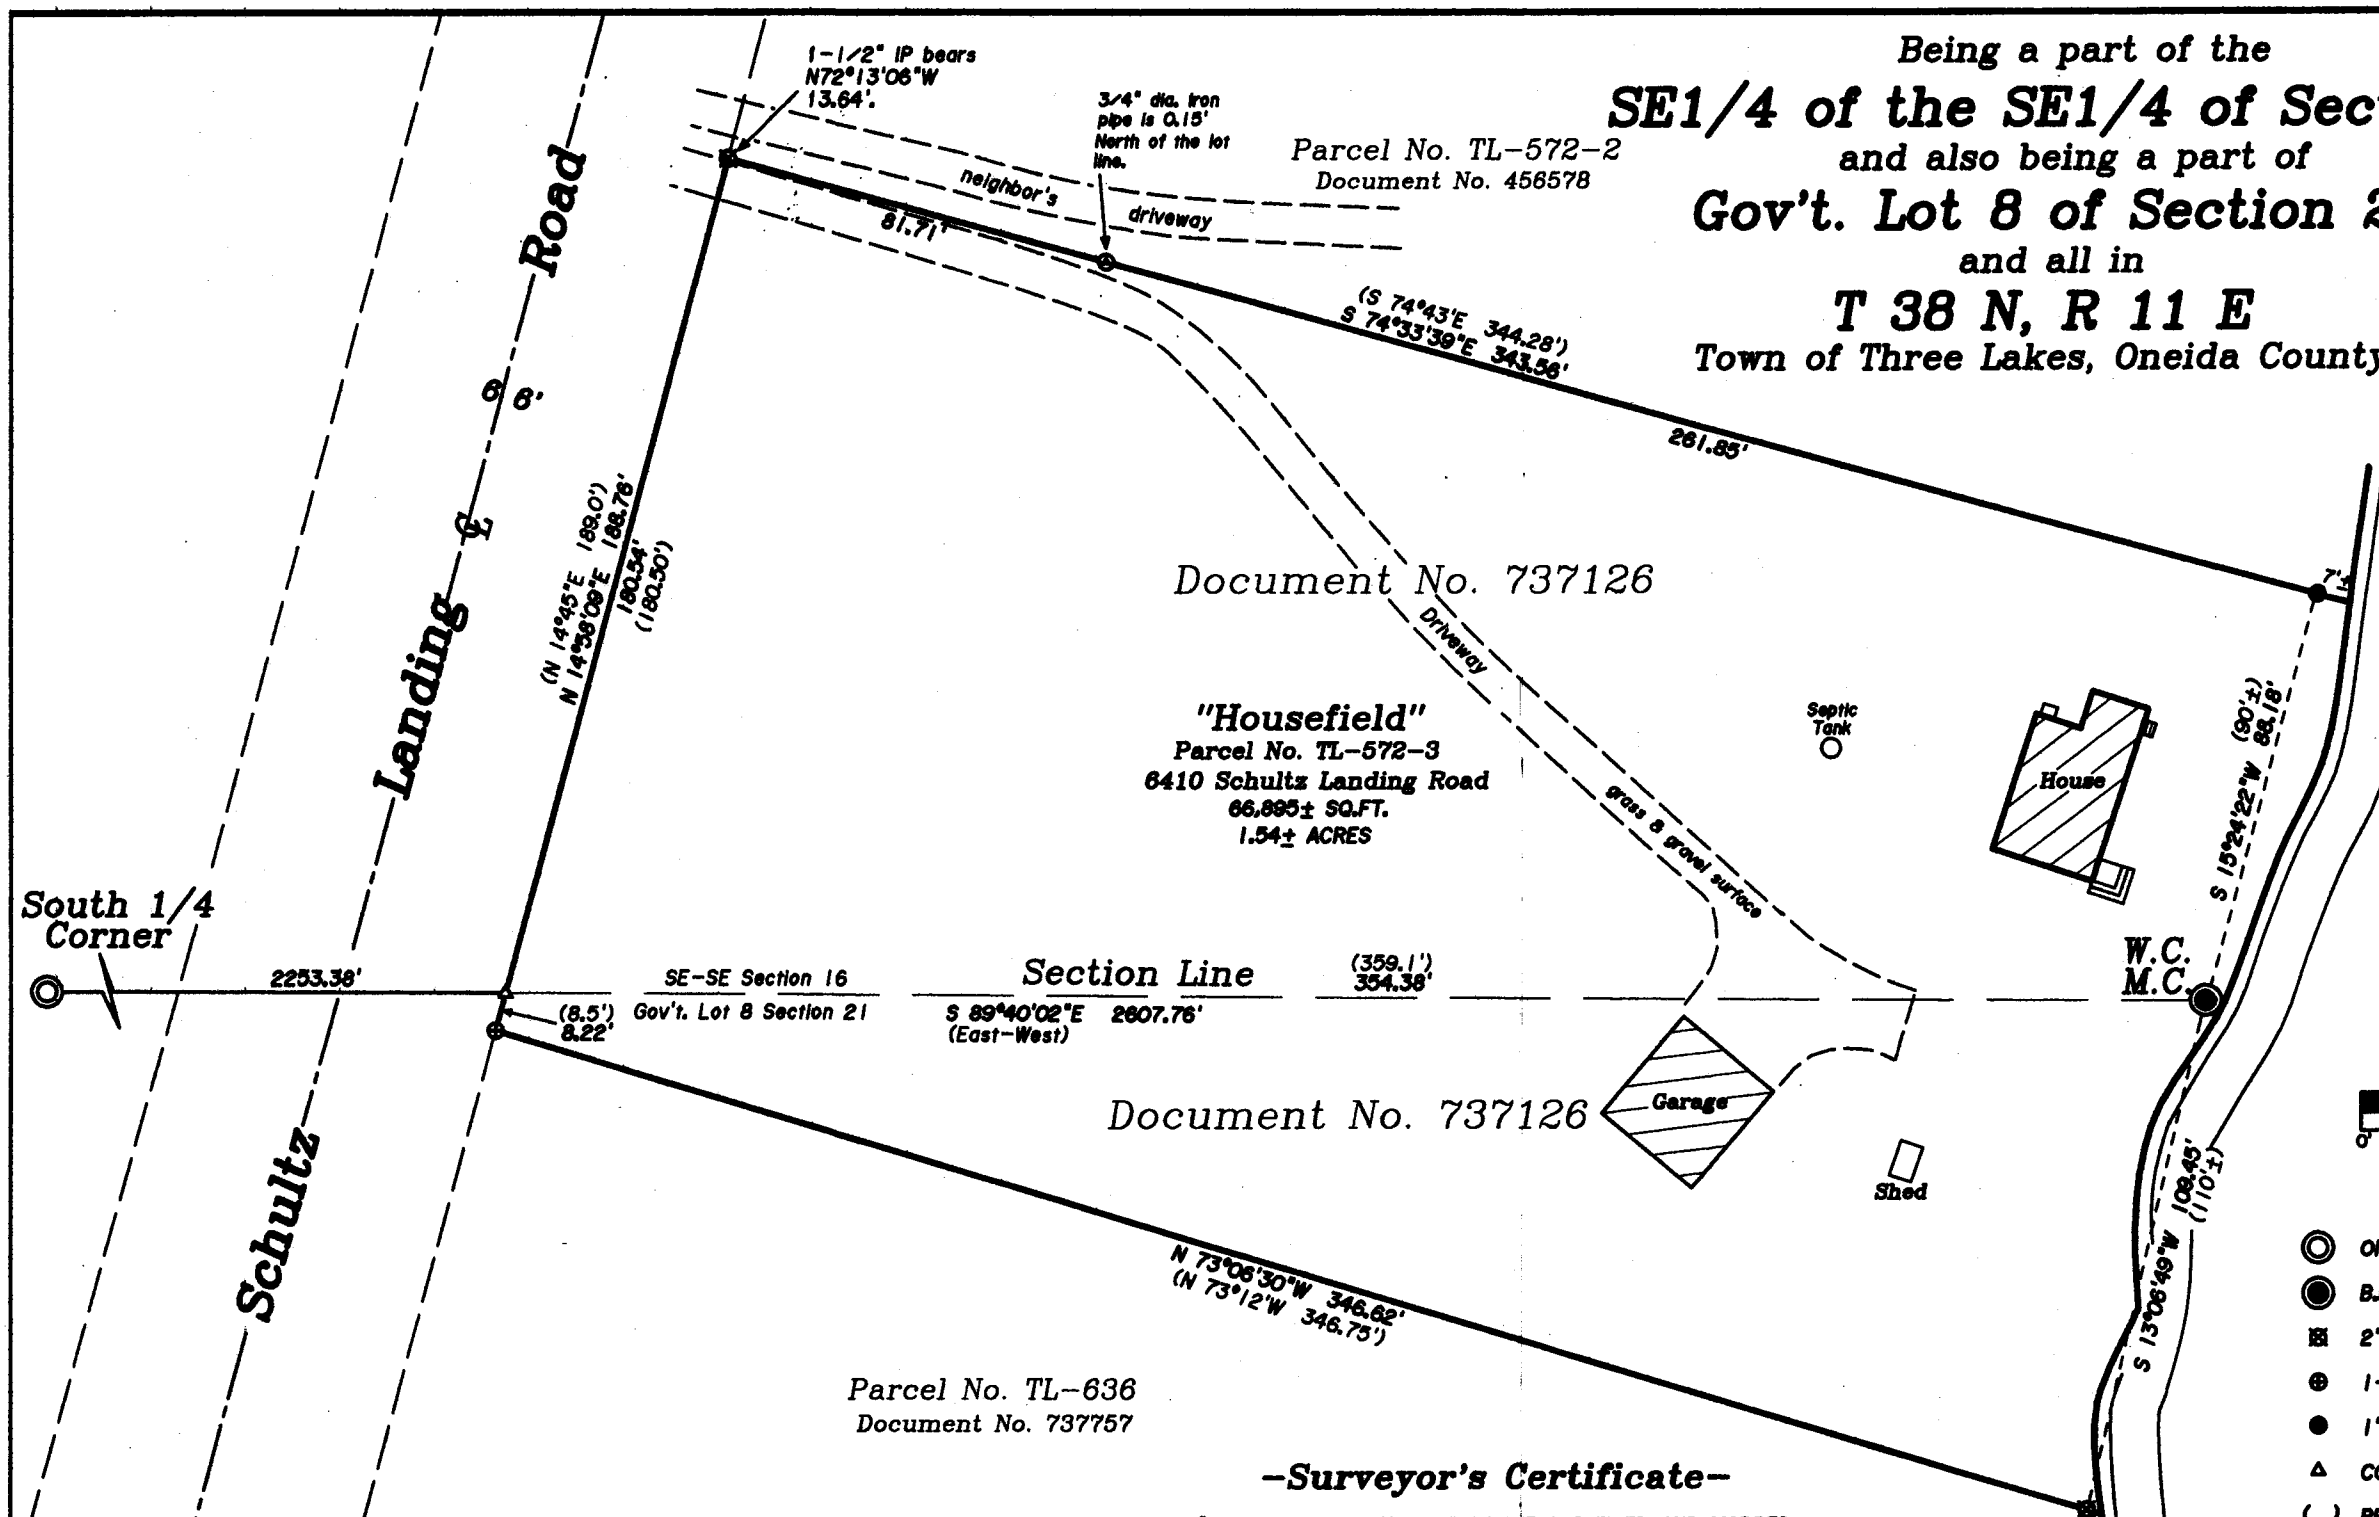 Being a part of the
SE1/4 of the SE1/4 of Sec
and also being a part of
Gov't. Lot 8 of Section 2
and all in
T 38 N, R 11 E
Town of Three Lakes, Oneida County
1-1/2" IP bears
N72°13'06"W
13.64'.
3/4" dia. iron
pipe is 0.15'
North of the lot
line.
Parcel No. TL-572-2
Document No. 456578
neighbor's
driveway
81.71'
(S 74°43'E 344.28')
S 74°33'39"E 343.56'
261.85'
7'±
Road
66'
CL
Landing
Schultz
(N 14°45"E 189.0')
N 14°58'09"E 188.76'
180.54'
(180.50')
Document No. 737126
Driveway
"Housefield"
Parcel No. TL-572-3
6410 Schultz Landing Road
66,895± SQ.FT.
1.54± ACRES
Septic
Tank
House
grass & gravel surface
(90'±)
S 15°24'22"W 88.18'
South 1/4
Corner
2253.38'
SE-SE Section 16
Section Line
(359.1')
354.38'
W.C.
M.C.
(8.5')
8.22'
Gov't. Lot 8 Section 21
S 89°40'02"E 2607.76'
(East-West)
Document No. 737126
Garage
Shed
0'
S 13°06'49"W 109.45'
(110'±)
N 73°06'30"W 346.62'
(N 73°12'W 346.75')
Parcel No. TL-636
Document No. 737757
B.
2"
1-
1"
-Surveyor's Certificate-